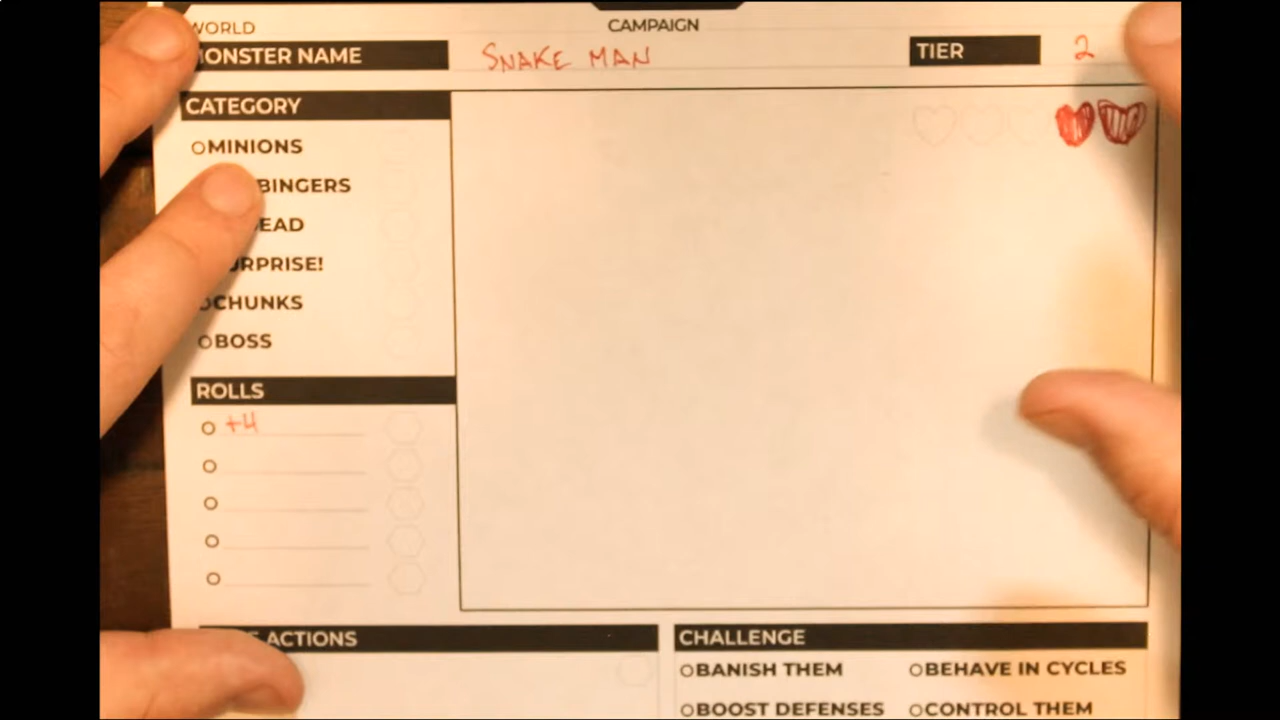 WORLD CAMPAIGN
ONSTER NAME SNAKE MAN TIER 2
CATEGORY
MINIONS
BINGERS
EAD
URPRISE!
CHUNKS
BOSS
ROLLS
+4
ACTIONS
CHALLENGE
BANISH THEM BEHAVE IN CYCLES
BOOST DEFENSES CONTROL THEM